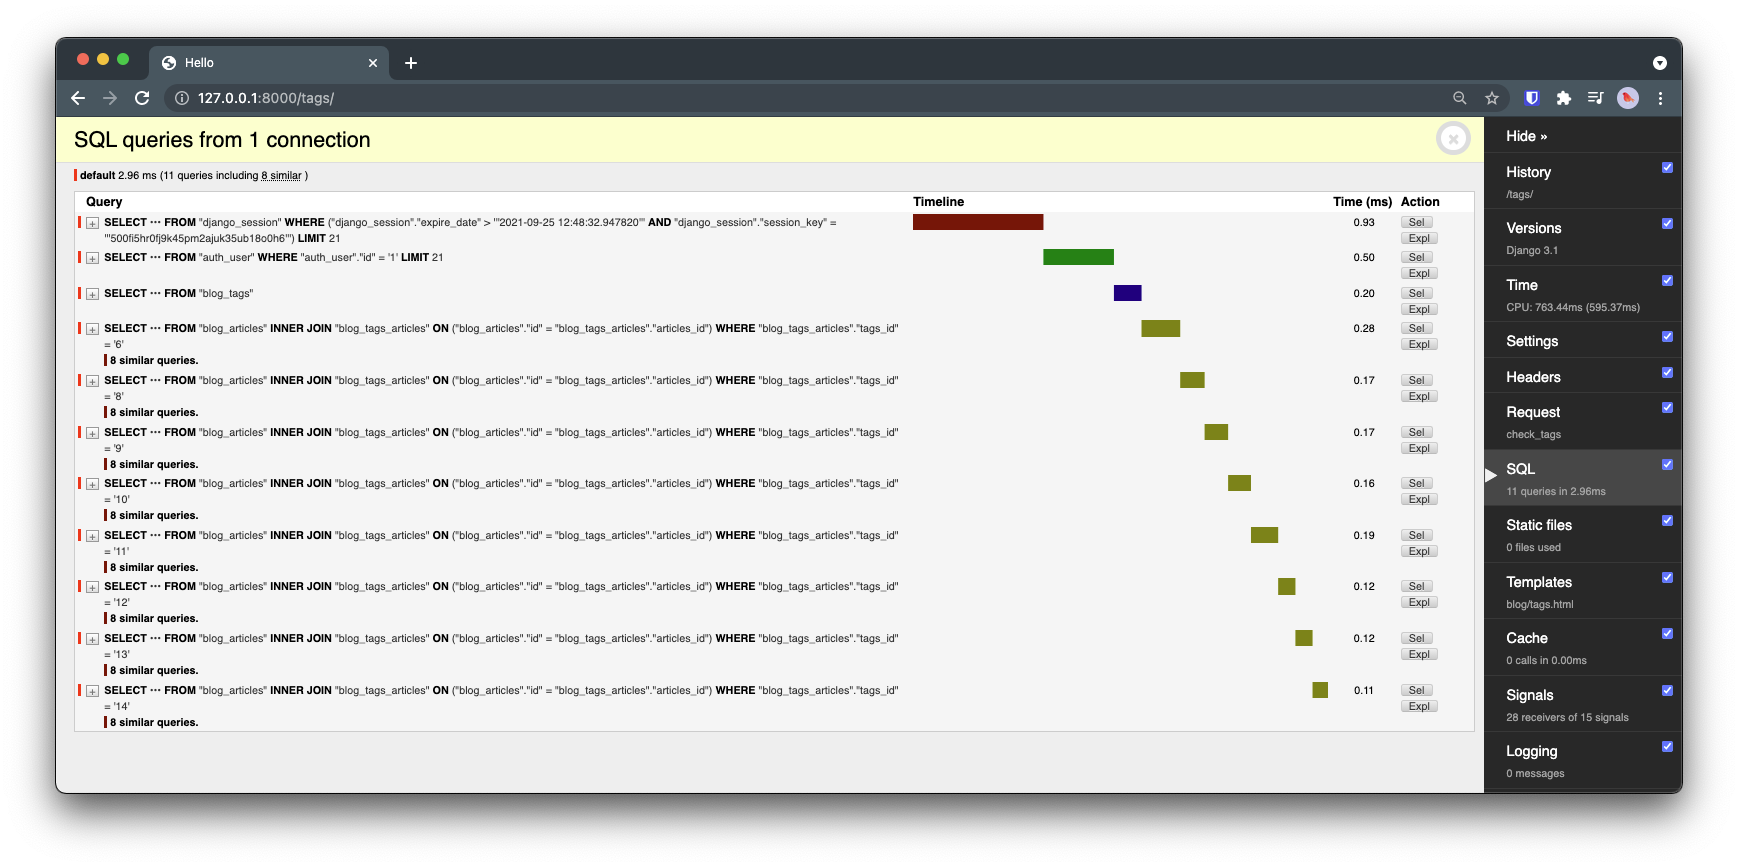 Hello
127.0.0.1:8000/tags/
SQL queries from 1 connection
default 2.96 ms (11 queries including 8 similar )
Query Timeline Time (ms) Action
SELECT ••• FROM "django_session" WHERE ("django_session"."expire_date" > '"2021-09-25 12:48:32.947820"' AND "django_session"."session_key" = 0.93 Sel
'"500fi5hr0fj9k45pm2ajuk35ub18o0h6"') LIMIT 21 Expl
SELECT ••• FROM "auth_user" WHERE "auth_user"."id" = '1' LIMIT 21 0.50 Sel
Expl
SELECT ••• FROM "blog_tags" 0.20 Sel
Expl
SELECT ••• FROM "blog_articles" INNER JOIN "blog_tags_articles" ON ("blog_articles"."id" = "blog_tags_articles"."articles_id") WHERE "blog_tags_articles"."tags_id" 0.28 Sel
= '6' Expl
8 similar queries.
SELECT ••• FROM "blog_articles" INNER JOIN "blog_tags_articles" ON ("blog_articles"."id" = "blog_tags_articles"."articles_id") WHERE "blog_tags_articles"."tags_id" 0.17 Sel
= '8' Expl
8 similar queries.
SELECT ••• FROM "blog_articles" INNER JOIN "blog_tags_articles" ON ("blog_articles"."id" = "blog_tags_articles"."articles_id") WHERE "blog_tags_articles"."tags_id" 0.17 Sel
= '9' Expl
8 similar queries.
SELECT ••• FROM "blog_articles" INNER JOIN "blog_tags_articles" ON ("blog_articles"."id" = "blog_tags_articles"."articles_id") WHERE "blog_tags_articles"."tags_id" 0.16 Sel
= '10' Expl
8 similar queries.
SELECT ••• FROM "blog_articles" INNER JOIN "blog_tags_articles" ON ("blog_articles"."id" = "blog_tags_articles"."articles_id") WHERE "blog_tags_articles"."tags_id" 0.19 Sel
= '11' Expl
8 similar queries.
SELECT ••• FROM "blog_articles" INNER JOIN "blog_tags_articles" ON ("blog_articles"."id" = "blog_tags_articles"."articles_id") WHERE "blog_tags_articles"."tags_id" 0.12 Sel
= '12' Expl
8 similar queries.
SELECT ••• FROM "blog_articles" INNER JOIN "blog_tags_articles" ON ("blog_articles"."id" = "blog_tags_articles"."articles_id") WHERE "blog_tags_articles"."tags_id" 0.12 Sel
= '13' Expl
8 similar queries.
SELECT ••• FROM "blog_articles" INNER JOIN "blog_tags_articles" ON ("blog_articles"."id" = "blog_tags_articles"."articles_id") WHERE "blog_tags_articles"."tags_id" 0.11 Sel
= '14' Expl
8 similar queries.
Hide »
History
/tags/
Versions
Django 3.1
Time
CPU: 763.44ms (595.37ms)
Settings
Headers
Request
check_tags
SQL
11 queries in 2.96ms
Static files
0 files used
Templates
blog/tags.html
Cache
0 calls in 0.00ms
Signals
28 receivers of 15 signals
Logging
0 messages